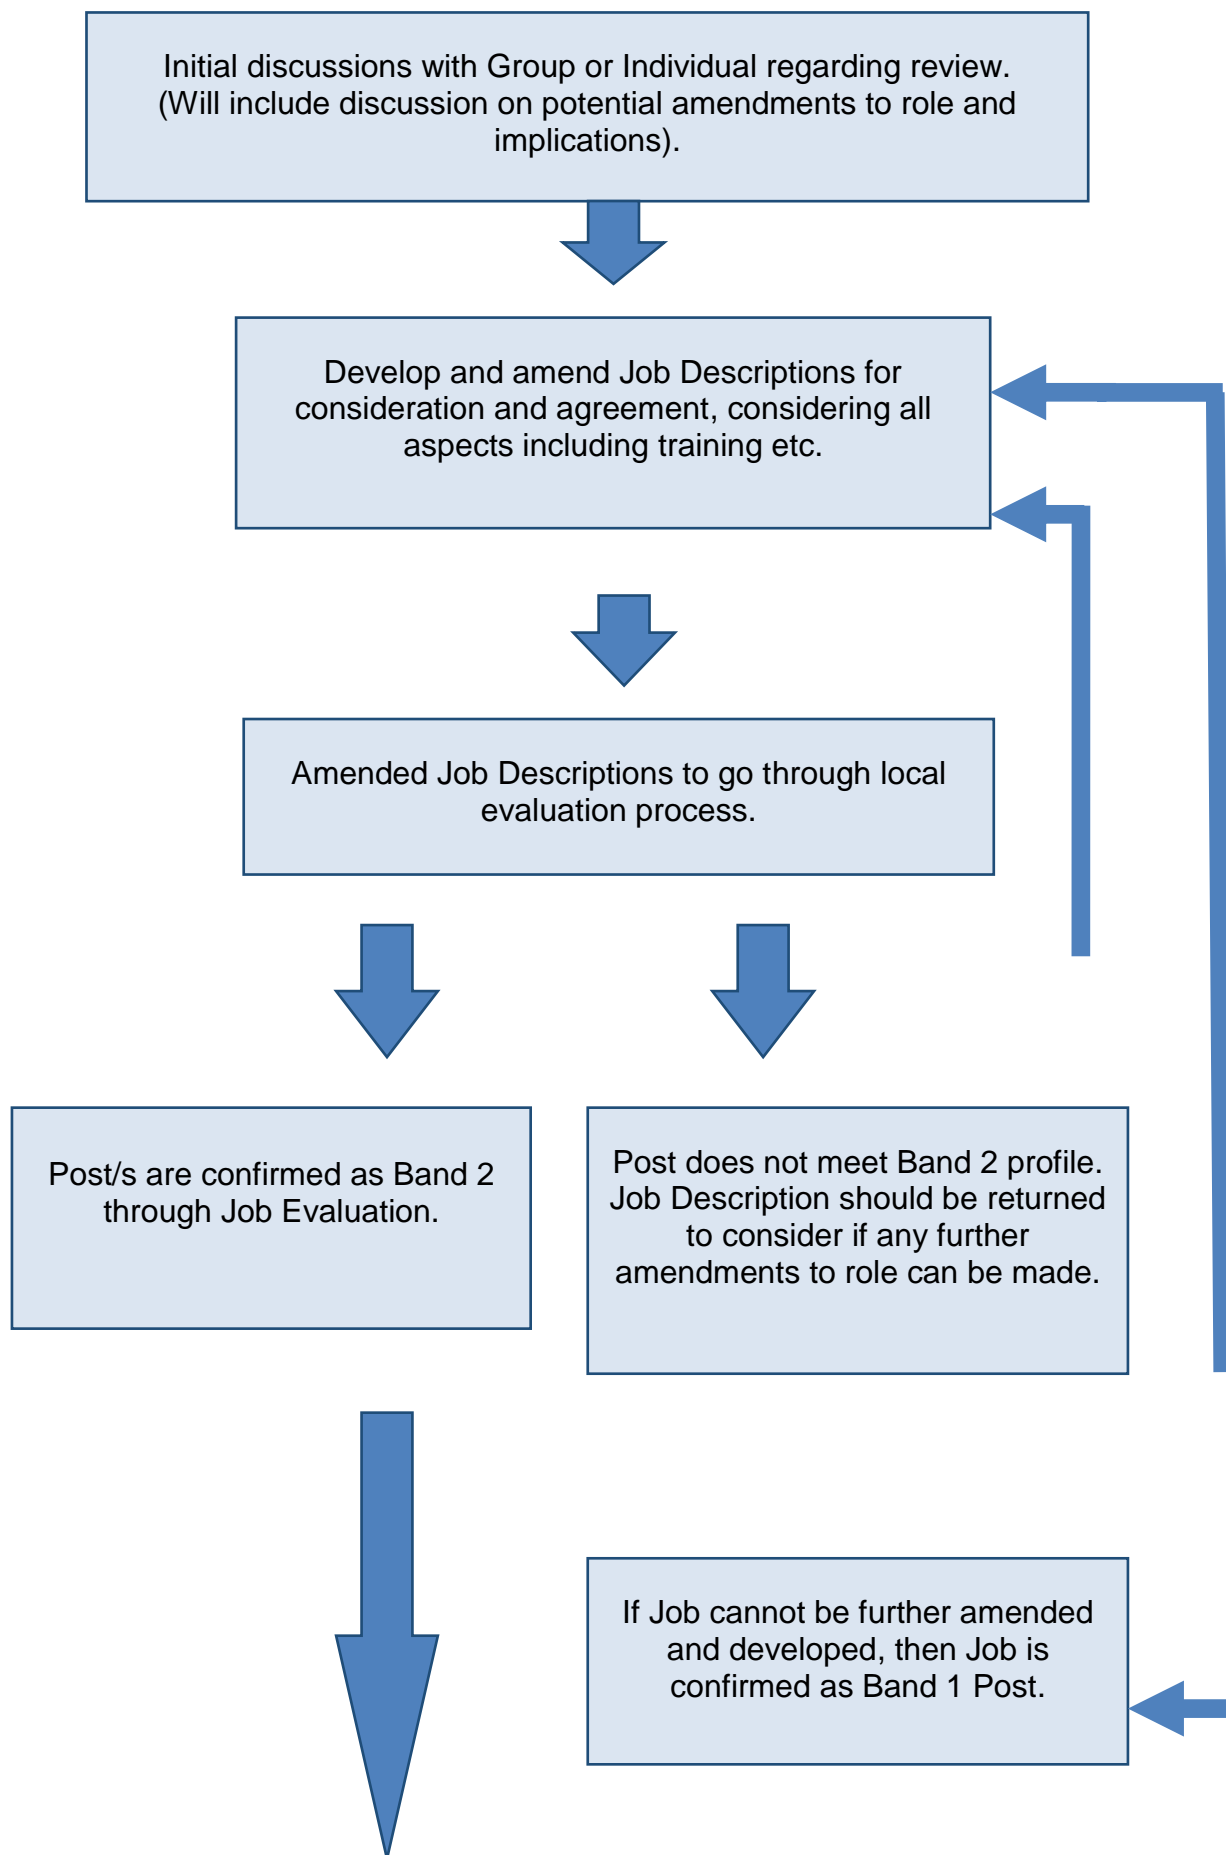 Initial discussions with Group or Individual regarding review.
(Will include discussion on potential amendments to role and
implications).
Develop and amend Job Descriptions for
consideration and agreement, considering all
aspects including training etc.
Amended Job Descriptions to go through local
evaluation process.
Post/s are confirmed as Band 2
through Job Evaluation.
Post does not meet Band 2 profile.
Job Description should be returned
to consider if any further
amendments to role can be made.
If Job cannot be further amended
and developed, then Job is
confirmed as Band 1 Post.